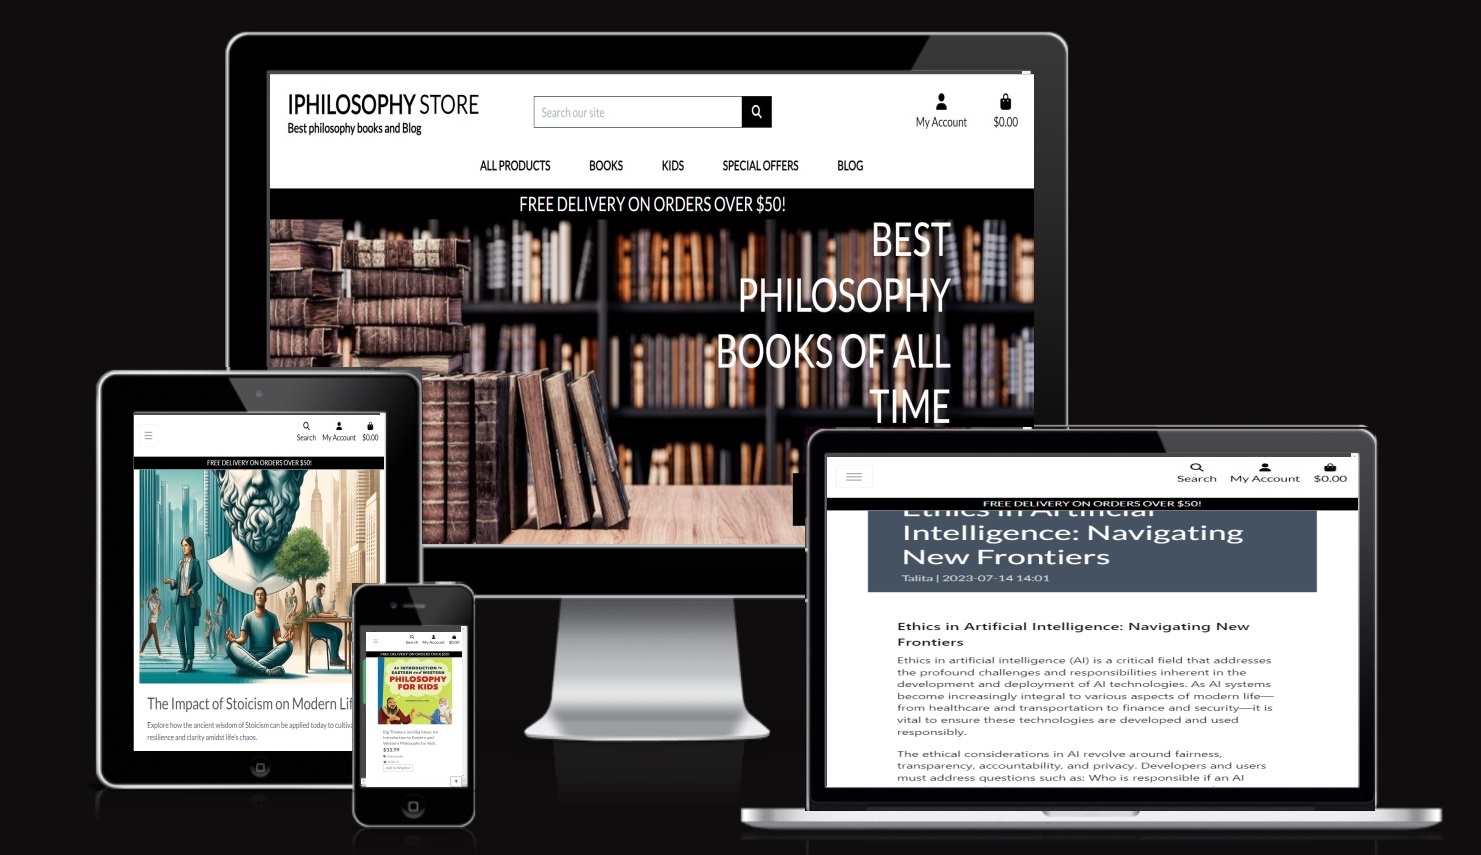 IPHILOSOPHY STORE
Best philosophy books and Blog
Search our site
My Account
$0.00
ALL PRODUCTS BOOKS KIDS SPECIAL OFFERS BLOG
FREE DELIVERY ON ORDERS OVER $50!
BEST
PHILOSOPHY
BOOKS OF ALL
TIME
Search My Account $0.00
FREE DELIVERY ON ORDERS OVER $50!
The Impact of Stoicism on Modern Lif
Explore how the ancient wisdom of Stoicism can be applied today to cultiva
resilience and clarity amidst life's chaos.
Search My Account $0.00
FREE DELIVERY ON ORDERS OVER $50!
An INTRODUCTION to
EASTERN and WESTERN
PHILOSOPHY
FOR KIDS
Big Thinkers and Big Ideas: An
Introduction to Eastern and
Western Philosophy for Kids
$33.99
Add to Wishlist
Search My Account $0.00
FREE DELIVERY ON ORDERS OVER $50!
Ethics in Artificial
Intelligence: Navigating
New Frontiers
Talita | 2023-07-14 14:01
Ethics in Artificial Intelligence: Navigating New
Frontiers
Ethics in artificial intelligence (AI) is a critical field that addresses
the profound challenges and responsibilities inherent in the
development and deployment of AI technologies. As AI systems
become increasingly integral to various aspects of modern life—
from healthcare and transportation to finance and security—it is
vital to ensure these technologies are developed and used
responsibly.
The ethical considerations in AI revolve around fairness,
transparency, accountability, and privacy. Developers and users
must address questions such as: Who is responsible if an AI